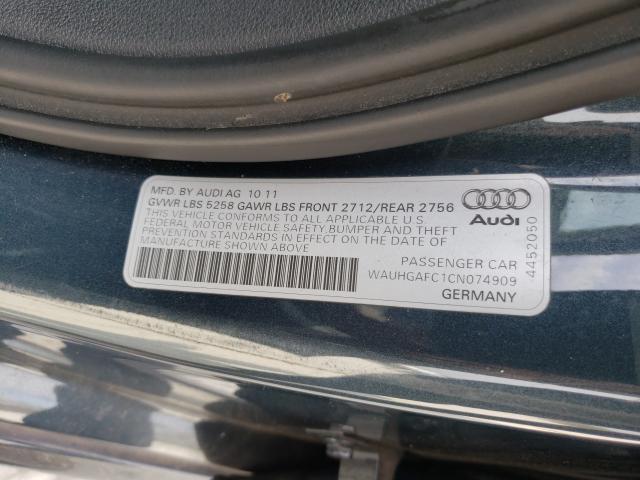 MFD. BY AUDI AG 10 11
GVWR LBS 5258 GAWR LBS FRONT 2712/REAR 2756
THIS VEHICLE CONFORMS TO ALL APPLICABLE U.S
FEDERAL MOTOR VEHICLE SAFETY,BUMPER AND THEFT
PREVENTION STANDARDS IN EFFECT ON THE DATE OF
MANUFACTURE SHOWN ABOVE
Audi
PASSENGER CAR
WAUHGAFC1CN074909
GERMANY
4452050